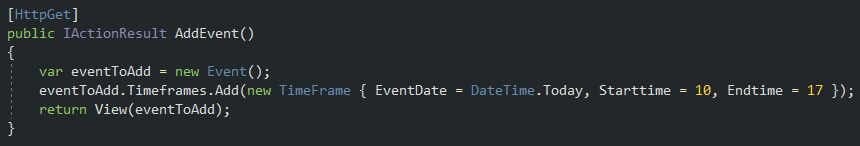 [HttpGet]
public IActionResult AddEvent()
{
    var eventToAdd = new Event();
    eventToAdd.Timeframes.Add(new TimeFrame { EventDate = DateTime.Today, Starttime = 10, Endtime = 17 });
    return View(eventToAdd);
}